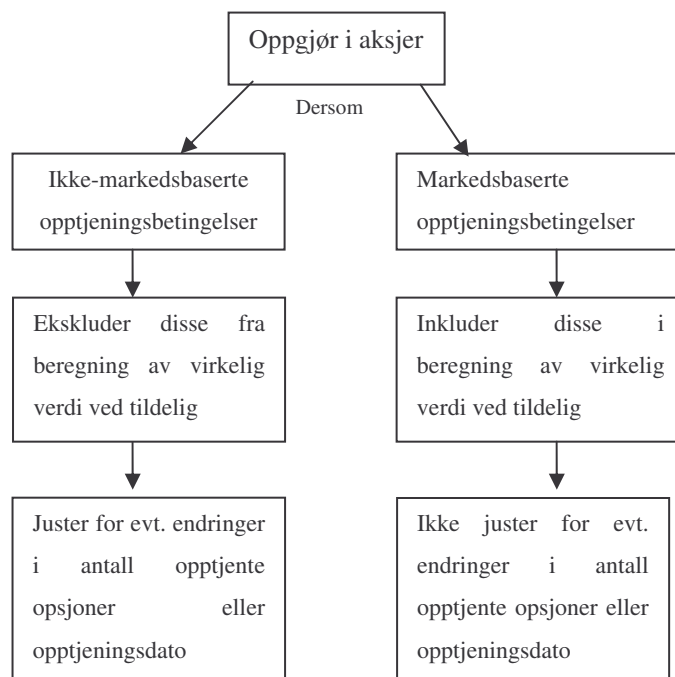 Oppgjør i aksjer
Dersom
Ikke-markedsbaserte
opptjeningsbetingelser
Markedsbaserte
opptjeningsbetingelser
Ekskluder disse fra
beregning av virkelig
verdi ved tildelig
Inkluder disse i
beregning av virkelig
verdi ved tildelig
Juster for evt. endringer
i antall opptjente
opsjoner eller
opptjeningsdato
Ikke juster for evt.
endringer i antall
opptjente opsjoner eller
opptjeningsdato